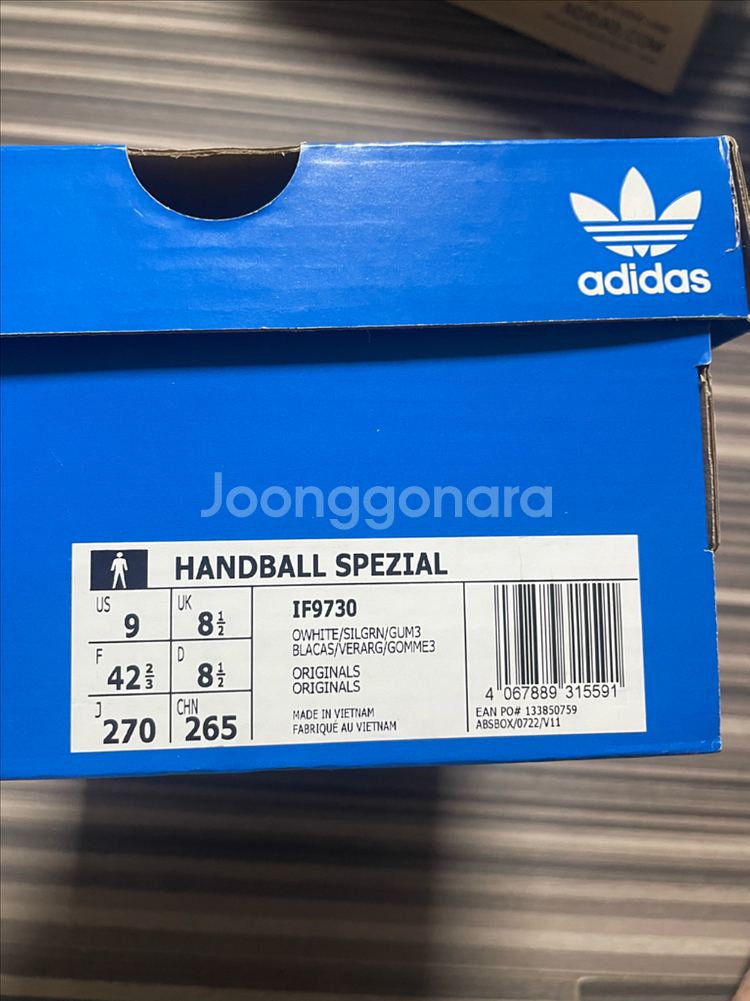 adidas
Joonggonara
HANDBALL SPEZIAL
US 9 UK 8½
F 42⅔ D 8½
J 270 CHN 265
IF9730
OWHITE/SILGRN/GUM3
BLACAS/VERARG/GOMME3
ORIGINALS
ORIGINALS
MADE IN VIETNAM
FABRIQUÉ AU VIETNAM
4 067889 315591
EAN PO# 133850759
ABSBOX/0722/V11